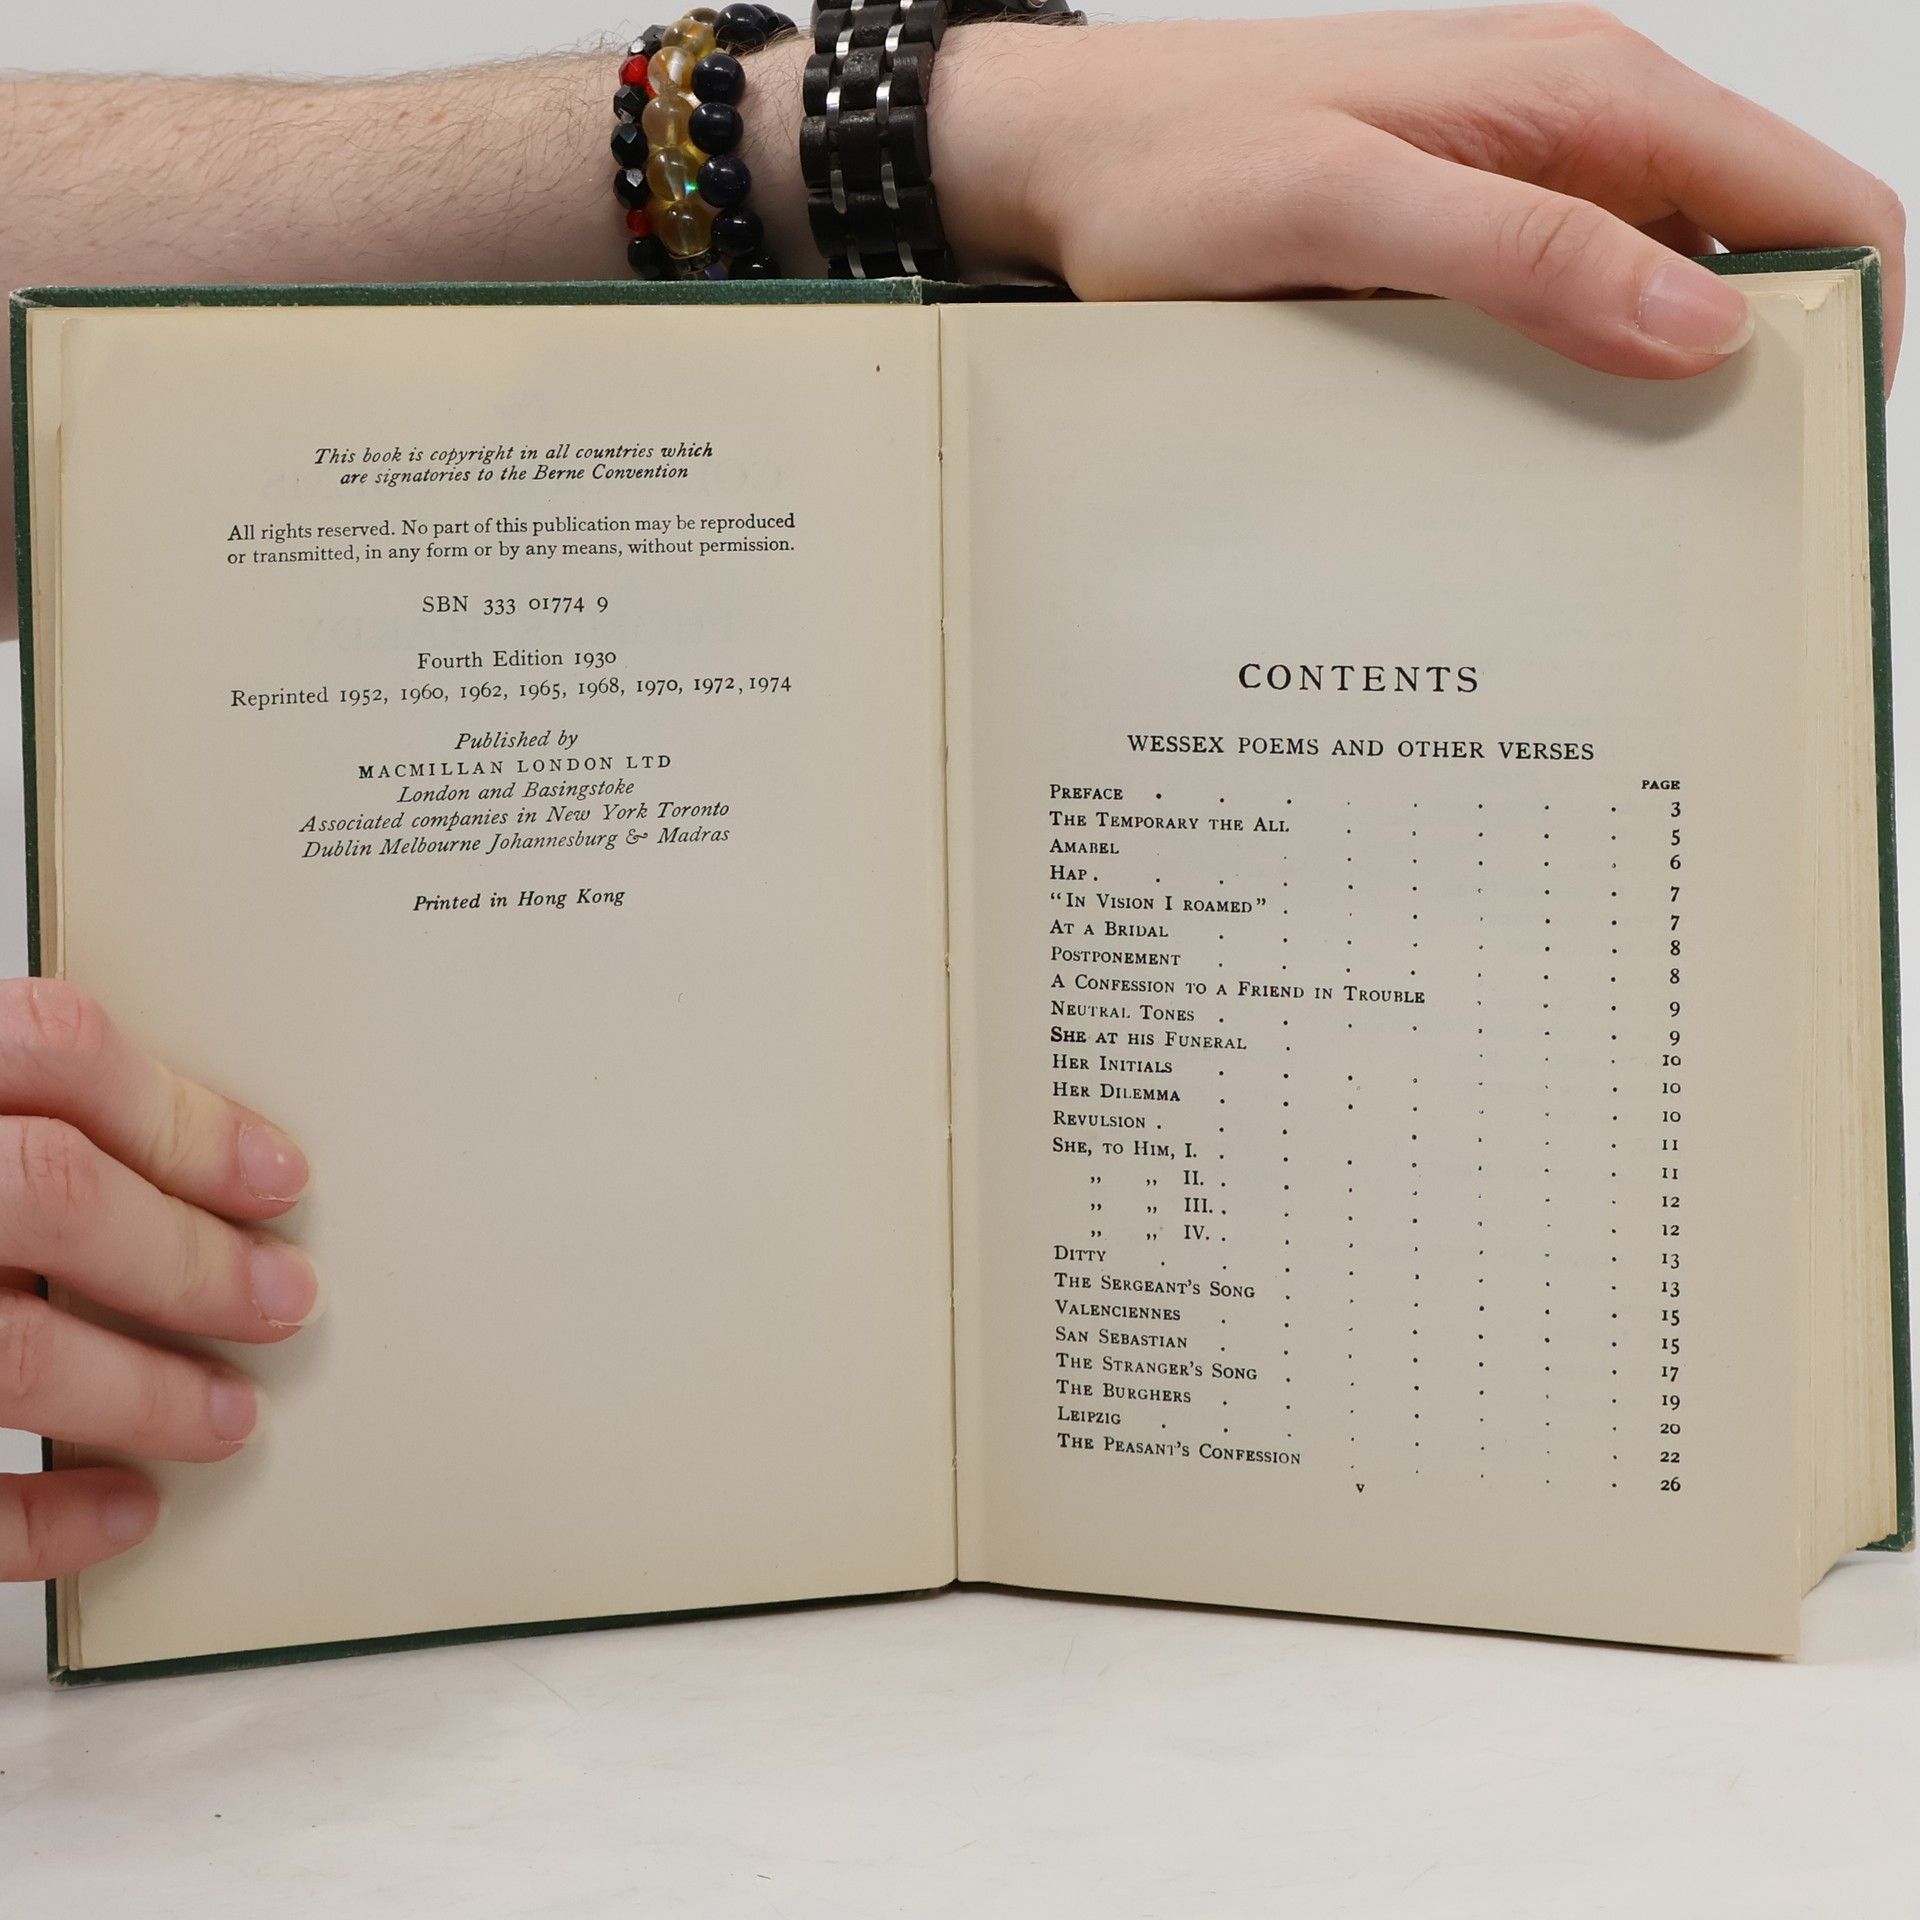 This book is copyright in all countries which
are signatories to the Berne Convention
All rights reserved. No part of this publication may be reproduced
or transmitted, in any form or by any means, without permission.
SBN 333 01774 9
Fourth Edition 1930
Reprinted 1952, 1960, 1962, 1965, 1968, 1970, 1972, 1974
Published by
MACMILLAN LONDON LTD
London and Basingstoke
Associated companies in New York Toronto
Dublin Melbourne Johannesburg & Madras
Printed in Hong Kong
CONTENTS
WESSEX POEMS AND OTHER VERSES
PAGE
PREFACE . . . . . . . . 3
THE TEMPORARY THE ALL . . . . . 5
AMABEL . . . . . 6
HAP . . . . . . . . . 7
“IN VISION I ROAMED” . . . . . . 7
AT A BRIDAL . . . . . . . 8
POSTPONEMENT . . . . . . . 8
A CONFESSION TO A FRIEND IN TROUBLE . . . 9
NEUTRAL TONES . . . . . . . 9
SHE AT HIS FUNERAL . . . . 10
HER INITIALS . . . . . . . 10
HER DILEMMA . . . . . . . 10
REVULSION . . . . . . . 11
SHE, TO HIM, I. . . . . . . . 11
,, ,, II. . . . . . . . 12
,, ,, III. . . . . . . . 12
,, ,, IV. . . . . . . . 13
DITTY . . . . . . . . 13
THE SERGEANT'S SONG . . . . . . 15
VALENCIENNES . . . . . . . 15
SAN SEBASTIAN . . . . . . . 17
THE STRANGER'S SONG . . . . . . 19
THE BURGHERS . . . . . . . 20
LEIPZIG . . . . . . . . 22
THE PEASANT'S CONFESSION . . . . . 26
v